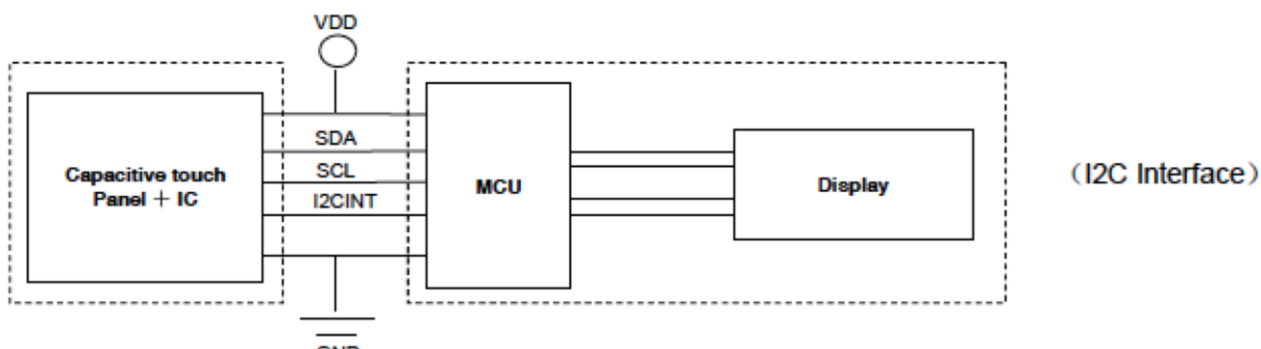 VDD
SDA
SCL
I2CINT
Capacitive touch
Panel + IC
MCU
Display
（I2C Interface）